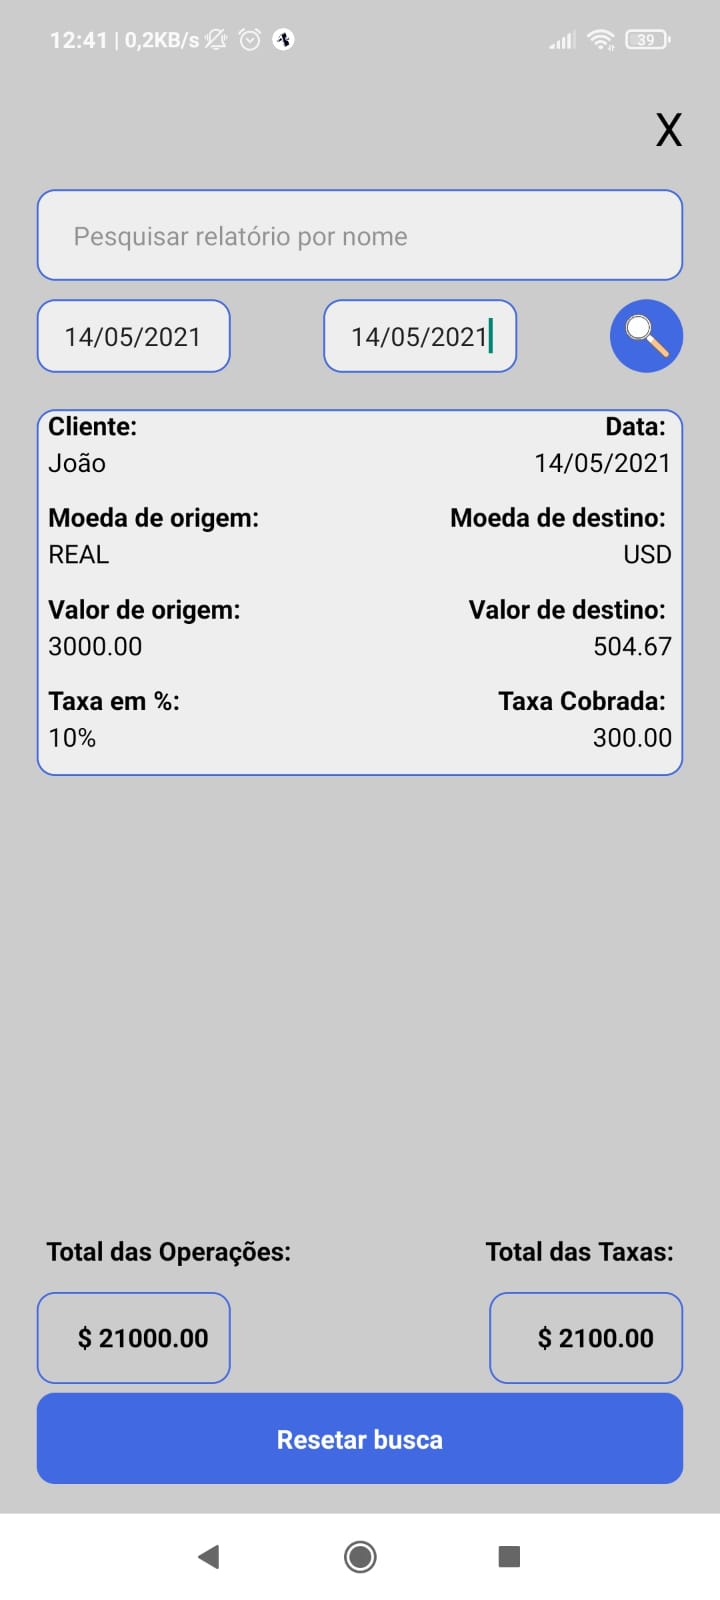 12:41 | 0,2KB/s 39
X
Pesquisar relatório por nome
14/05/2021 14/05/2021
Cliente: Data:
João 14/05/2021
Moeda de origem: Moeda de destino:
REAL USD
Valor de origem: Valor de destino:
3000.00 504.67
Taxa em %: Taxa Cobrada:
10% 300.00
Total das Operações: Total das Taxas:
$ 21000.00 $ 2100.00
Resetar busca